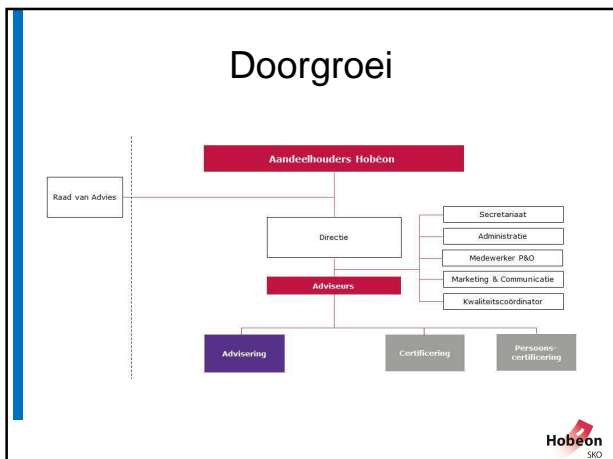 Doorgroei
Aandeelhouders Hobéon
Raad van Advies
Directie
Secretariaat
Administratie
Medewerker P&O
Marketing & Communicatie
Kwaliteitscoördinator
Adviseurs
Advisering
Certificering
Persoons-
certificering
Hobeon
SKO